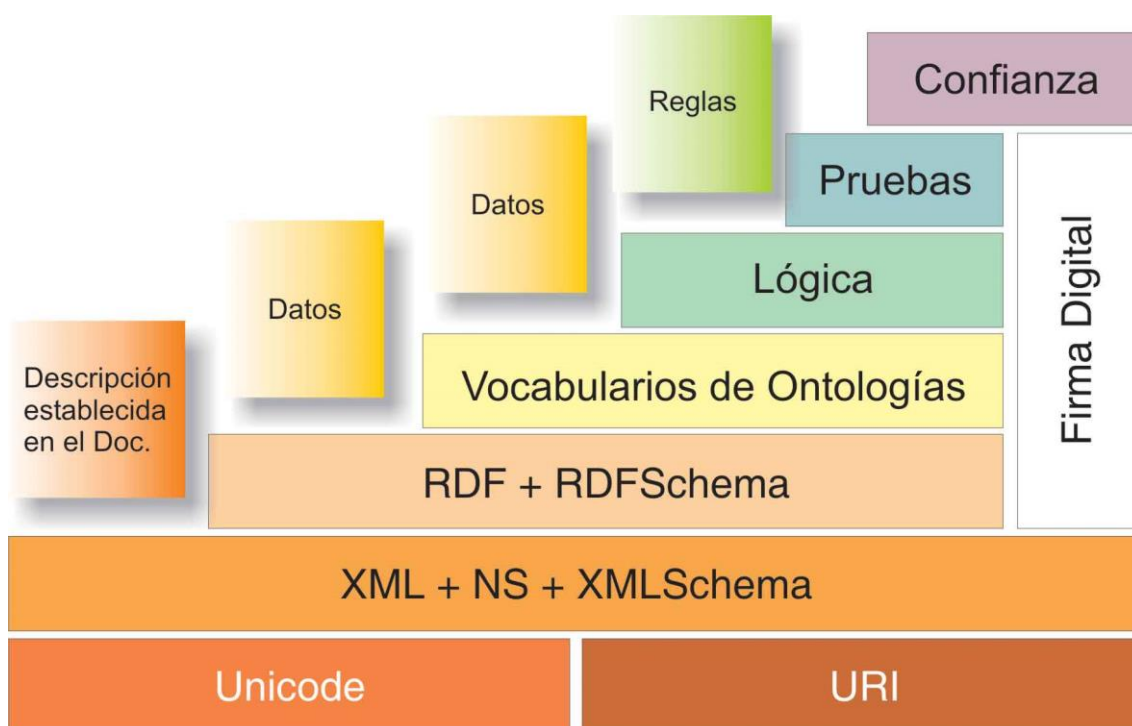 Confianza
Reglas
Pruebas
Datos
Lógica
Datos
Firma Digital
Vocabularios de Ontologías
Descripción
establecida
en el Doc.
RDF + RDFSchema
XML + NS + XMLSchema
Unicode
URI